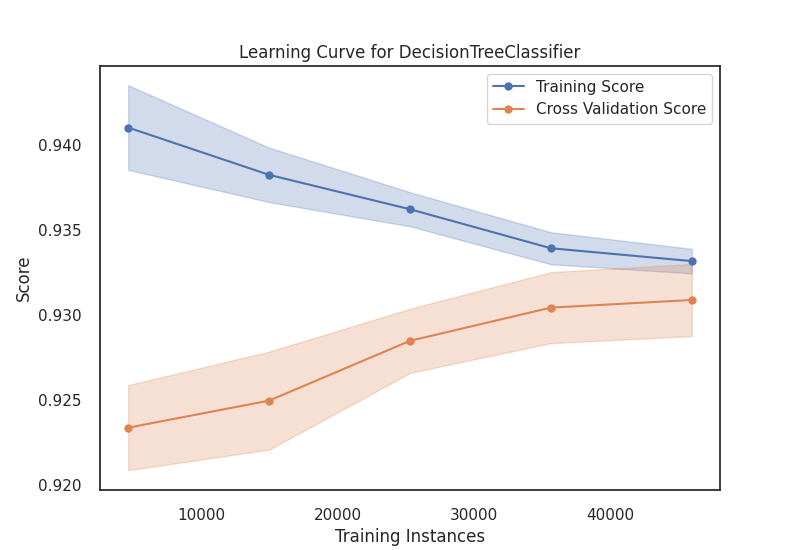 Learning Curve for DecisionTreeClassifier
Training Score
Cross Validation Score
0.940
0.935
0.930
0.925
0.920
Score
10000 20000 30000 40000
Training Instances